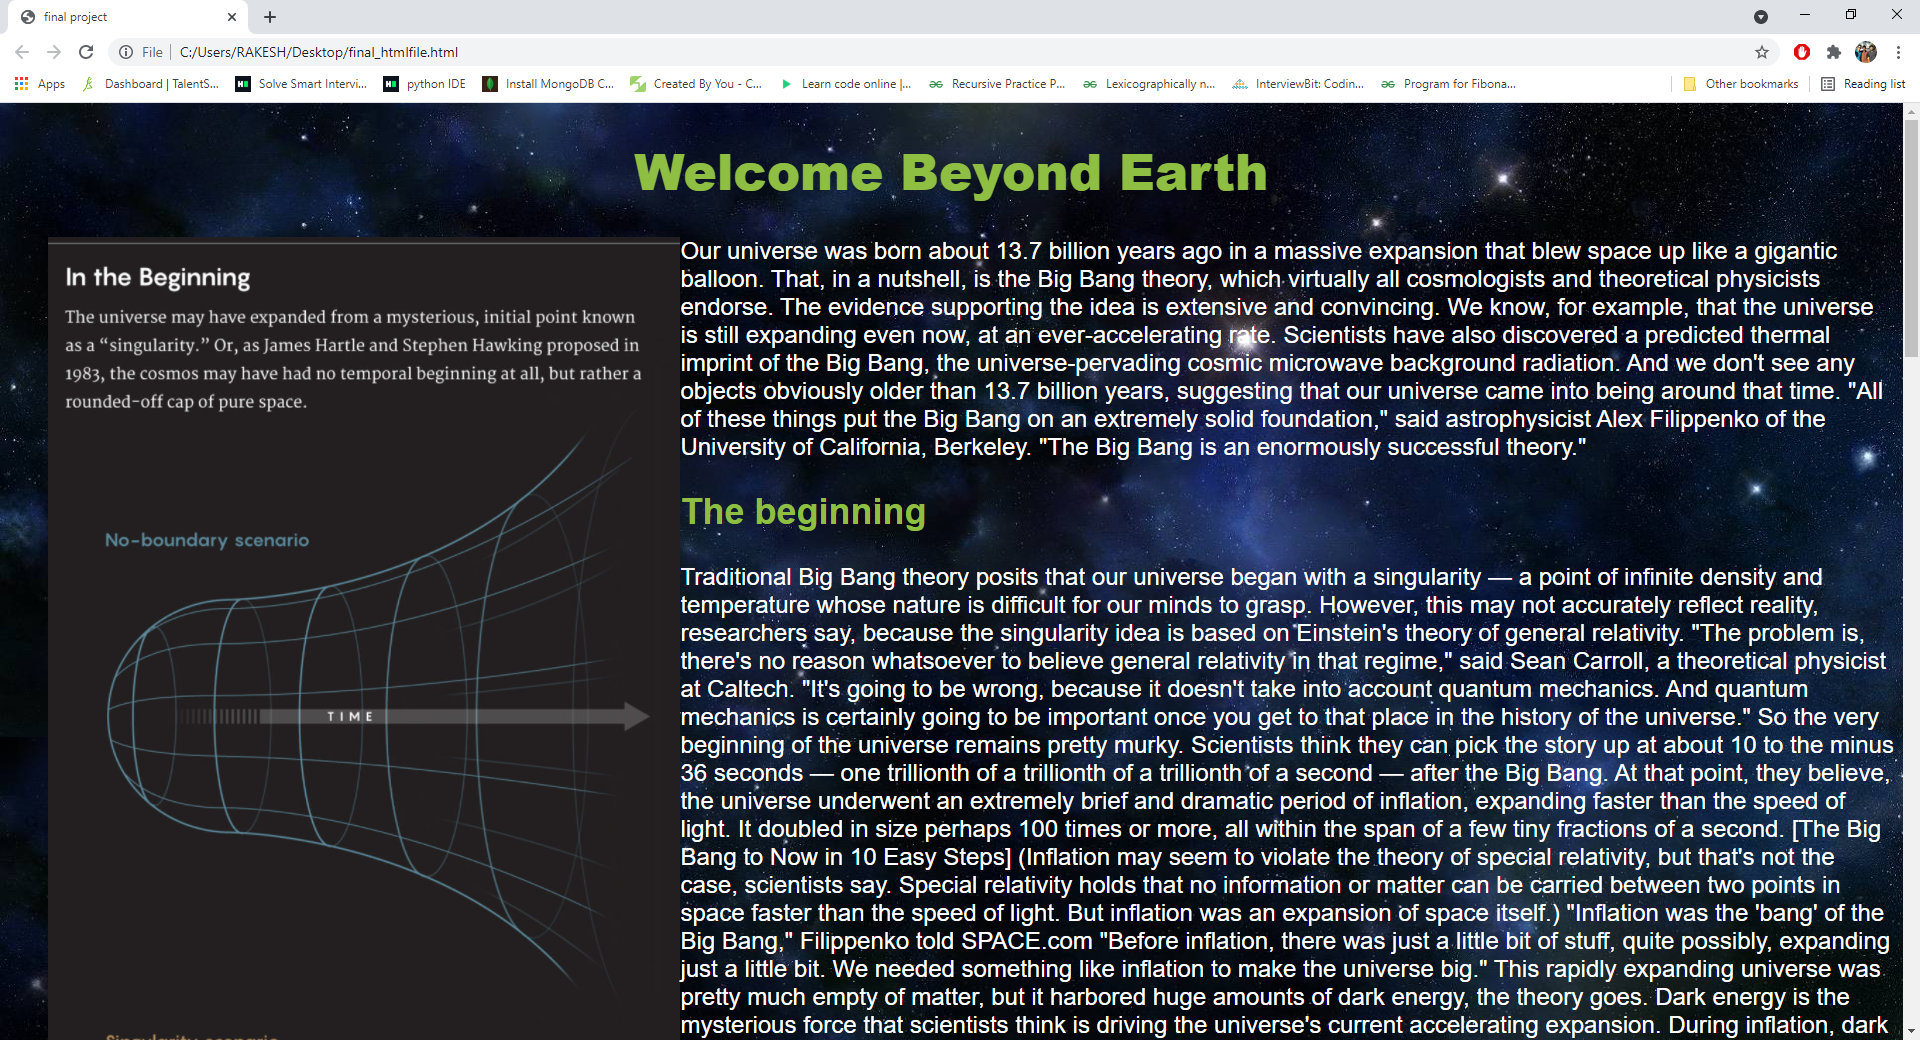 final project
File
C:/Users/RAKESH/Desktop/final_htmlfile.html
Apps
Dashboard | TalentS...
Solve Smart Intervi...
python IDE
Install MongoDB C...
Created By You - C...
Learn code online |...
Recursive Practice P...
Lexicographically n...
InterviewBit: Codin...
Program for Fibona...
Other bookmarks
Reading list
Welcome Beyond Earth
In the Beginning
The universe may have expanded from a mysterious, initial point known
as a “singularity.” Or, as James Hartle and Stephen Hawking proposed in
1983, the cosmos may have had no temporal beginning at all, but rather a
rounded-off cap of pure space.
No-boundary scenario
TIME
Singularity scenario
Our universe was born about 13.7 billion years ago in a massive expansion that blew space up like a gigantic
balloon. That, in a nutshell, is the Big Bang theory, which virtually all cosmologists and theoretical physicists
endorse. The evidence supporting the idea is extensive and convincing. We know, for example, that the universe
is still expanding even now, at an ever-accelerating rate. Scientists have also discovered a predicted thermal
imprint of the Big Bang, the universe-pervading cosmic microwave background radiation. And we don't see any
objects obviously older than 13.7 billion years, suggesting that our universe came into being around that time. "All
of these things put the Big Bang on an extremely solid foundation," said astrophysicist Alex Filippenko of the
University of California, Berkeley. "The Big Bang is an enormously successful theory."
The beginning
Traditional Big Bang theory posits that our universe began with a singularity — a point of infinite density and
temperature whose nature is difficult for our minds to grasp. However, this may not accurately reflect reality,
researchers say, because the singularity idea is based on Einstein's theory of general relativity. "The problem is,
there's no reason whatsoever to believe general relativity in that regime," said Sean Carroll, a theoretical physicist
at Caltech. "It's going to be wrong, because it doesn't take into account quantum mechanics. And quantum
mechanics is certainly going to be important once you get to that place in the history of the universe." So the very
beginning of the universe remains pretty murky. Scientists think they can pick the story up at about 10 to the minus
36 seconds — one trillionth of a trillionth of a trillionth of a second — after the Big Bang. At that point, they believe,
the universe underwent an extremely brief and dramatic period of inflation, expanding faster than the speed of
light. It doubled in size perhaps 100 times or more, all within the span of a few tiny fractions of a second. [The Big
Bang to Now in 10 Easy Steps] (Inflation may seem to violate the theory of special relativity, but that's not the
case, scientists say. Special relativity holds that no information or matter can be carried between two points in
space faster than the speed of light. But inflation was an expansion of space itself.) "Inflation was the 'bang' of the
Big Bang," Filippenko told SPACE.com "Before inflation, there was just a little bit of stuff, quite possibly, expanding
just a little bit. We needed something like inflation to make the universe big." This rapidly expanding universe was
pretty much empty of matter, but it harbored huge amounts of dark energy, the theory goes. Dark energy is the
mysterious force that scientists think is driving the universe's current accelerating expansion. During inflation, dark